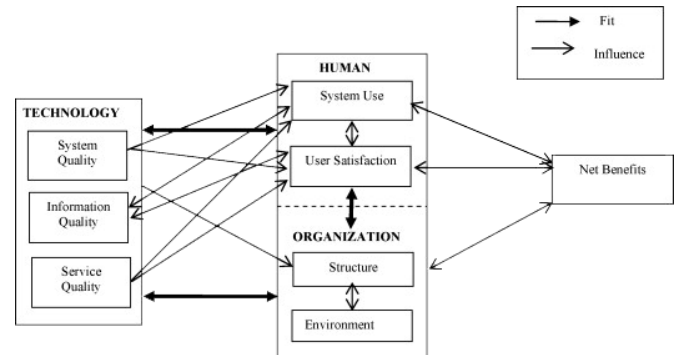 Fit
Influence
HUMAN
System Use
User Satisfaction
TECHNOLOGY
System
Quality
Information
Quality
Service
Quality
ORGANIZATION
Structure
Environment
Net Benefits